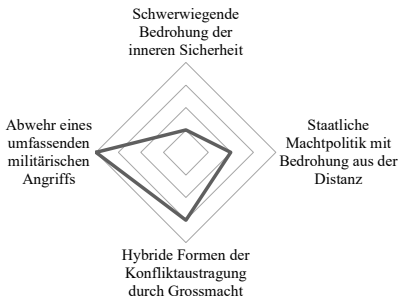 Schwerwiegende
Bedrohung der
inneren Sicherheit
Abwehr eines
umfassenden
militärischen
Angriffs
Staatliche
Machtpolitik mit
Bedrohung aus der
Distanz
Hybride Formen der
Konfliktaustragung
durch Grossmacht